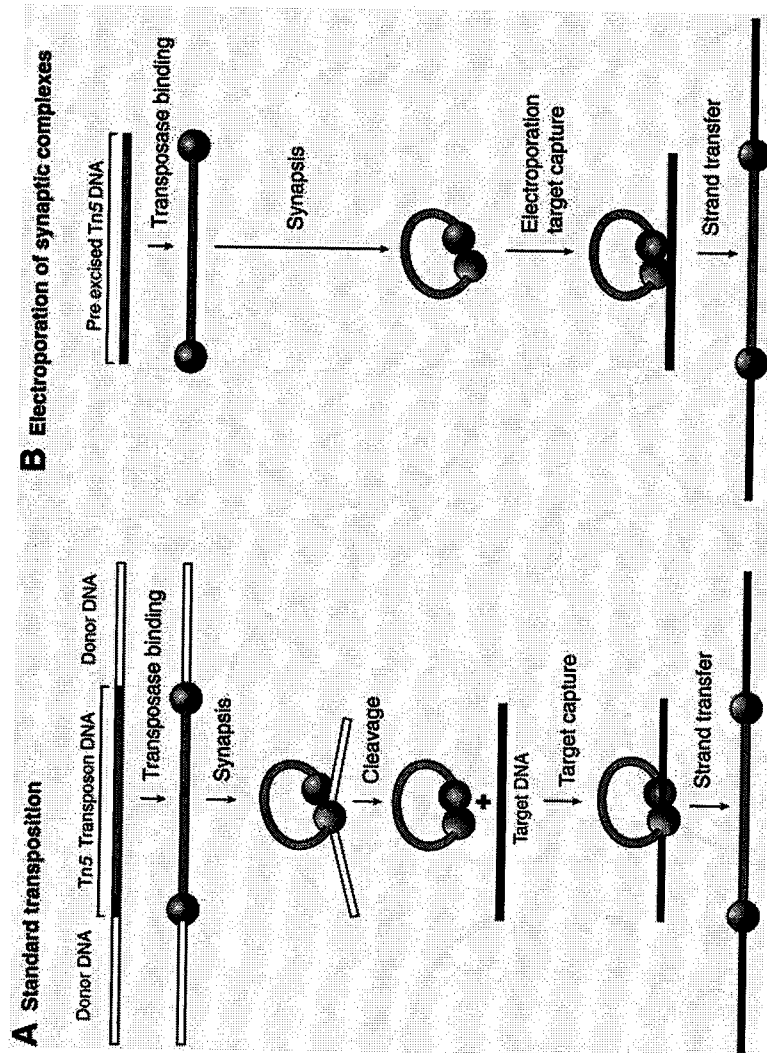 A Standard transposition
Donor DNA
Tn5 Transposon DNA
Donor DNA
Transposase binding
Synapsis
Cleavage
Target DNA
Target capture
Strand transfer
B Electroporation of synaptic complexes
Pre excised Tn5 DNA
Transposase binding
Synapsis
Electroporation
target capture
Strand transfer